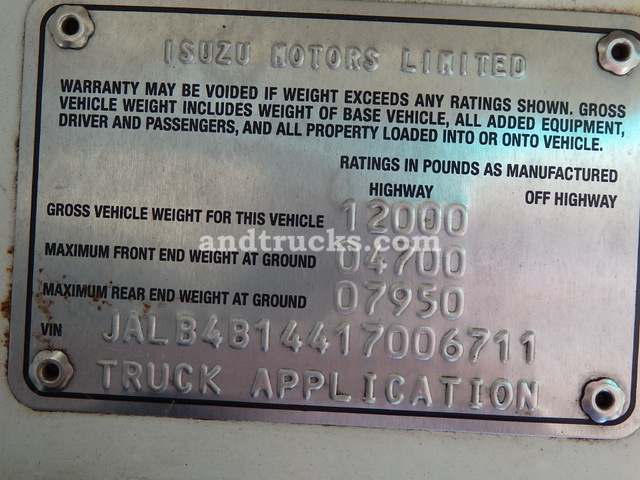 ISUZU MOTORS LIMITED
WARRANTY MAY BE VOIDED IF WEIGHT EXCEEDS ANY RATINGS SHOWN. GROSS
VEHICLE WEIGHT INCLUDES WEIGHT OF BASE VEHICLE, ALL ADDED EQUIPMENT,
DRIVER AND PASSENGERS, AND ALL PROPERTY LOADED INTO OR ONTO VEHICLE.
RATINGS IN POUNDS AS MANUFACTURED
HIGHWAY OFF HIGHWAY
GROSS VEHICLE WEIGHT FOR THIS VEHICLE 12000
andtrucks.com
MAXIMUM FRONT END WEIGHT AT GROUND 04700
MAXIMUM REAR END WEIGHT AT GROUND 07950
VIN JALB4B14417006711
TRUCK APPLICATION